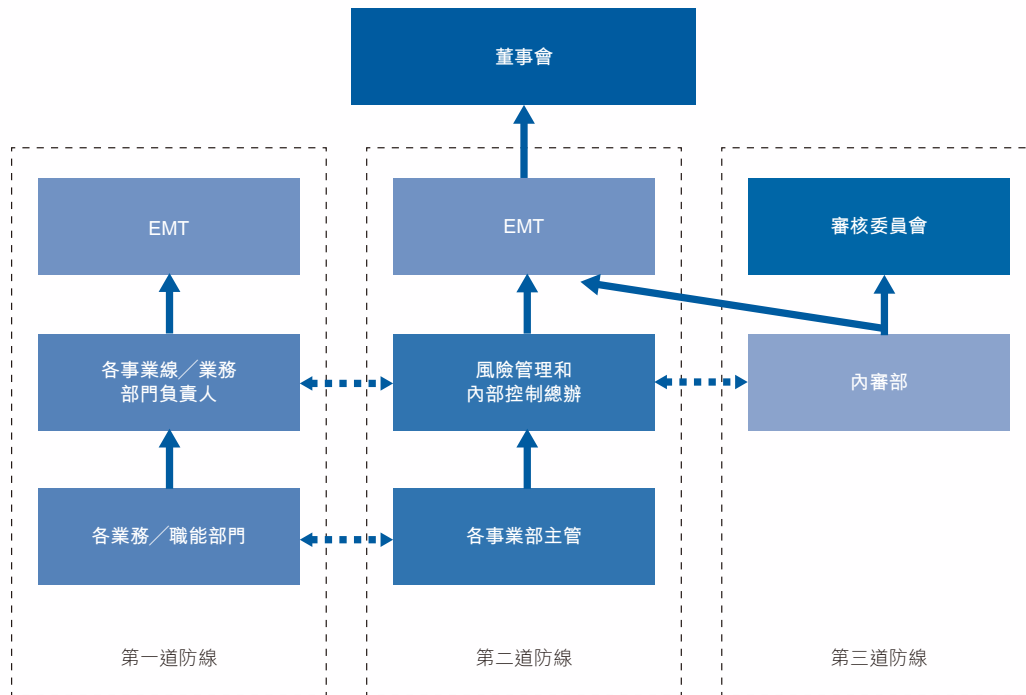 董事會
EMT
EMT
審核委員會
各事業線╱業務
部門負責人
風險管理和
內部控制總辦
內審部
各業務╱職能部門
各事業部主管
第一道防線
第二道防線
第三道防線